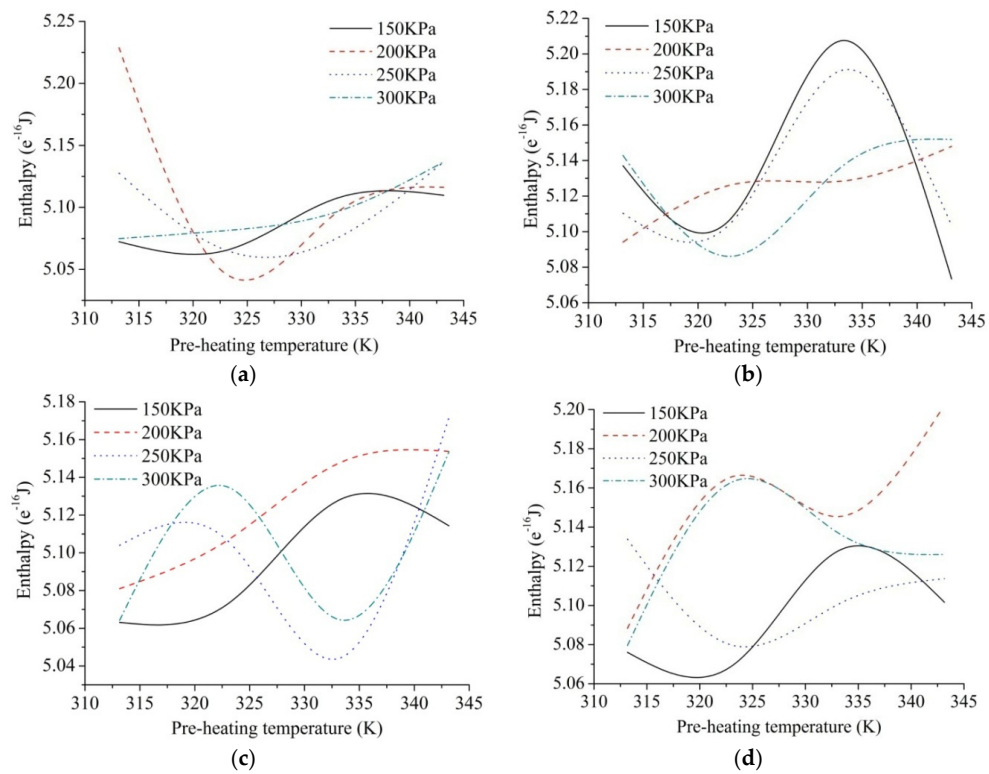 5.25
5.20
5.15
5.10
5.05
Enthalpy (e⁻¹⁶J)
150KPa
200KPa
250KPa
300KPa
310 315 320 325 330 335 340 345
Pre-heating temperature (K)
(a)
5.22
5.20
5.18
5.16
5.14
5.12
5.10
5.08
5.06
Enthalpy (e⁻¹⁶J)
150KPa
200KPa
250KPa
300KPa
310 315 320 325 330 335 340 345
Pre-heating temperature (K)
(b)
5.18
5.16
5.14
5.12
5.10
5.08
5.06
5.04
Enthalpy (e⁻¹⁶J)
150KPa
200KPa
250KPa
300KPa
310 315 320 325 330 335 340 345
Pre-heating temperature (K)
(c)
5.20
5.18
5.16
5.14
5.12
5.10
5.08
5.06
Enthalpy (e⁻¹⁶J)
150KPa
200KPa
250KPa
300KPa
310 315 320 325 330 335 340 345
Pre-heating temperature (K)
(d)